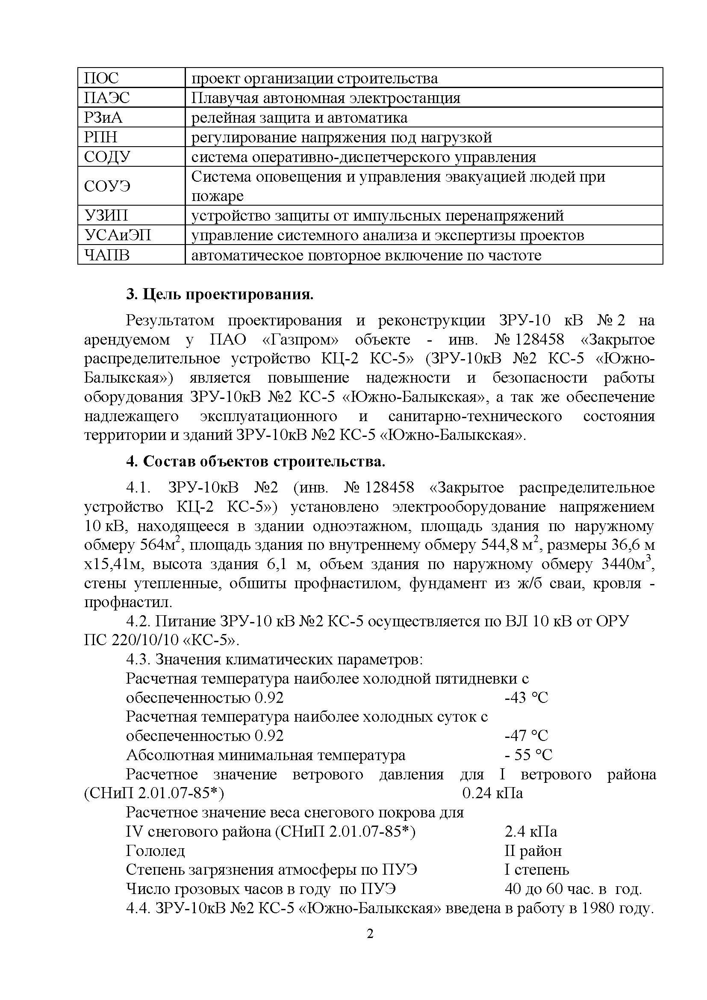 ПОС проект организации строительства
ПАЭС Плавучая автономная электростанция
РЗиА релейная защита и автоматика
РПН регулирование напряжения под нагрузкой
СОДУ система оперативно-диспетчерского управления
СОУЭ Система оповещения и управления эвакуацией людей при
пожаре
УЗИП устройство защиты от импульсных перенапряжений
УСАиЭП управление системного анализа и экспертизы проектов
ЧАПВ автоматическое повторное включение по частоте
3. Цель проектирования.
Результатом проектирования и реконструкции ЗРУ-10 кВ № 2 на
арендуемом у ПАО «Газпром» объекте - инв. № 128458 «Закрытое
распределительное устройство КЦ-2 КС-5» (ЗРУ-10кВ №2 КС-5 «Южно-
Балыкская») является повышение надежности и безопасности работы
оборудования ЗРУ-10кВ №2 КС-5 «Южно-Балыкская», а так же обеспечение
надлежащего эксплуатационного и санитарно-технического состояния
территории и зданий ЗРУ-10кВ №2 КС-5 «Южно-Балыкская».
4. Состав объектов строительства.
4.1. ЗРУ-10кВ №2 (инв. № 128458 «Закрытое распределительное
устройство КЦ-2 КС-5») установлено электрооборудование напряжением
10 кВ, находящееся в здании одноэтажном, площадь здания по наружному
обмеру 564м², площадь здания по внутреннему обмеру 544,8 м², размеры 36,6 м
х15,41м, высота здания 6,1 м, объем здания по наружному обмеру 3440м³,
стены утепленные, обшиты профнастилом, фундамент из ж/б сваи, кровля -
профнастил.
4.2. Питание ЗРУ-10 кВ №2 КС-5 осуществляется по ВЛ 10 кВ от ОРУ
ПС 220/10/10 «КС-5».
4.3. Значения климатических параметров:
Расчетная температура наиболее холодной пятидневки с
обеспеченностью 0.92 -43 °С
Расчетная температура наиболее холодных суток с
обеспеченностью 0.92 -47 °С
Абсолютная минимальная температура - 55 °С
Расчетное значение ветрового давления для I ветрового района
(СНиП 2.01.07-85*) 0.24 кПа
Расчетное значение веса снегового покрова для
IV снегового района (СНиП 2.01.07-85*) 2.4 кПа
Гололед II район
Степень загрязнения атмосферы по ПУЭ I степень
Число грозовых часов в году по ПУЭ 40 до 60 час. в год.
4.4. ЗРУ-10кВ №2 КС-5 «Южно-Балыкская» введена в работу в 1980 году.
2